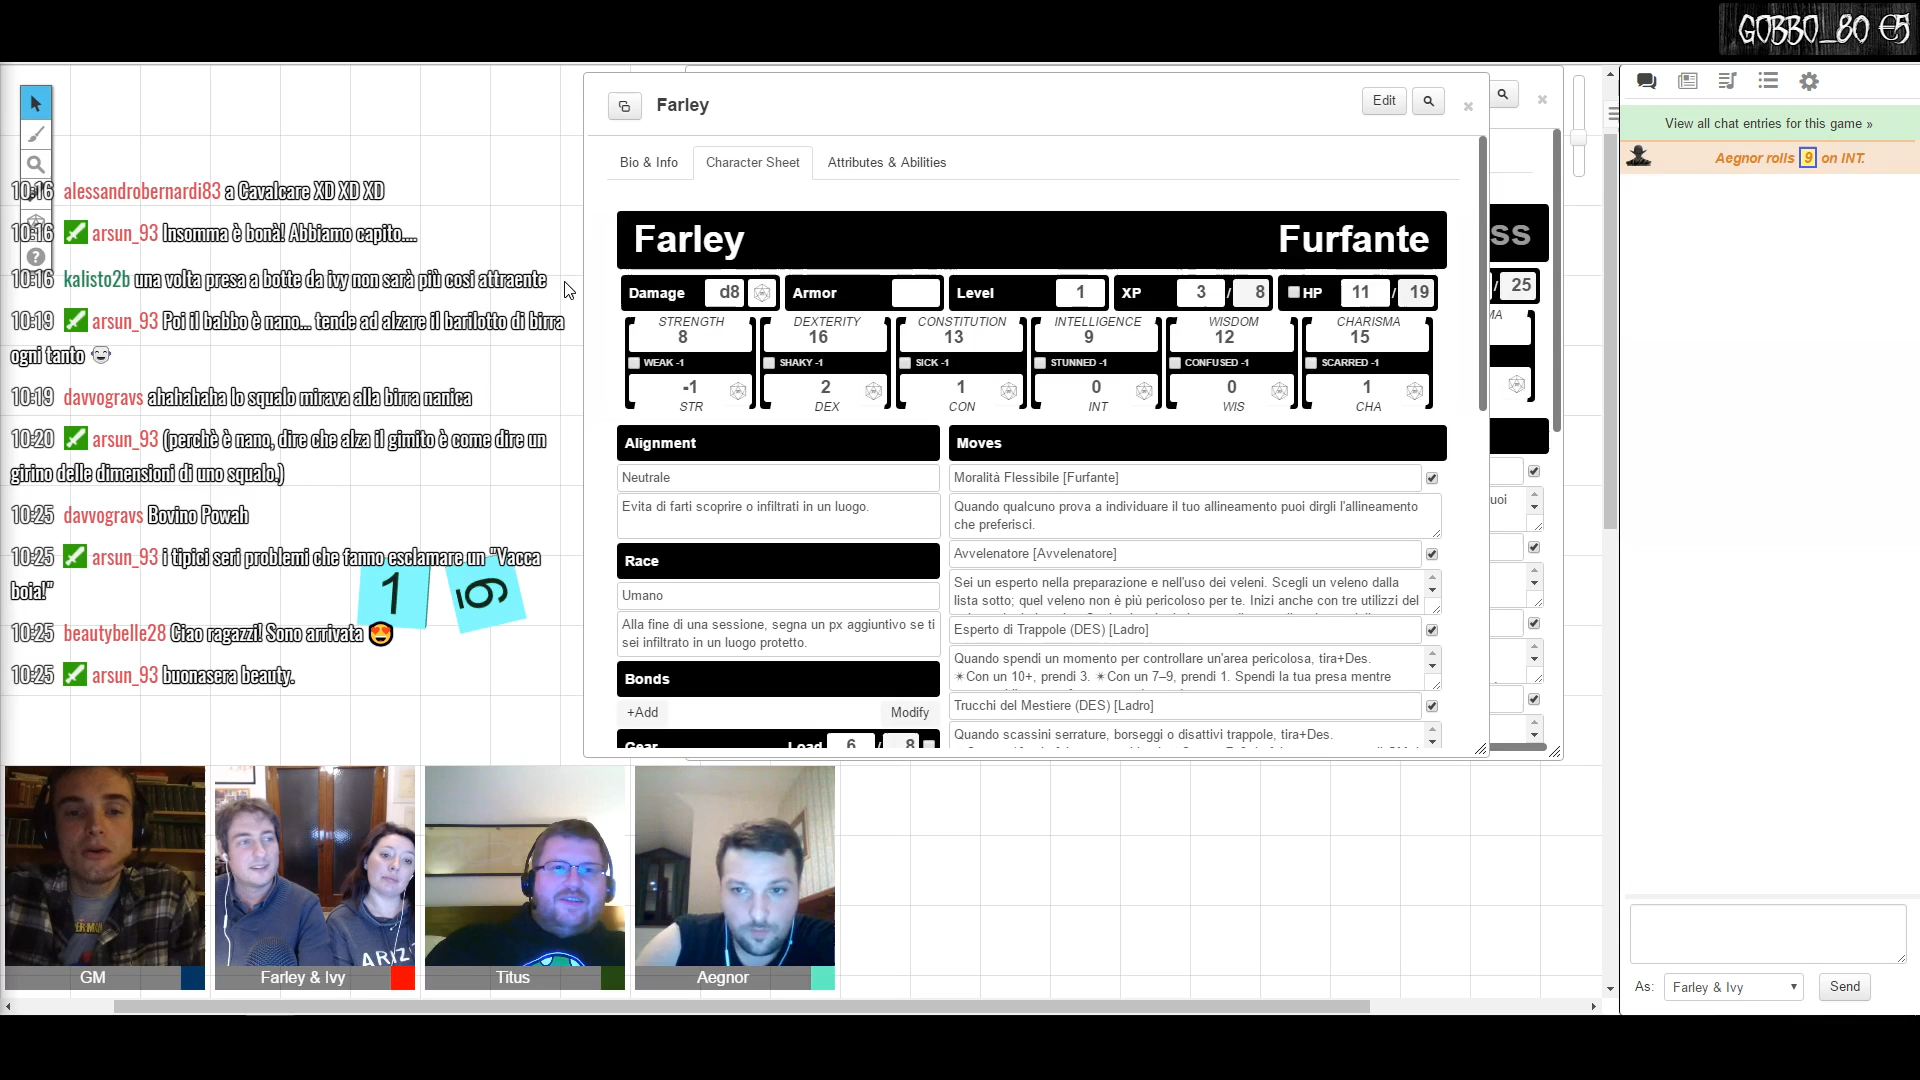 GOBBO_80 €5
Farley
Edit
Bio & Info
Character Sheet
Attributes & Abilities
Farley
Furfante
Damage d8
Armor
Level 1
XP 3 / 8
HP 11 / 19
STRENGTH
8
WEAK -1
-1
STR
DEXTERITY
16
SHAKY -1
2
DEX
CONSTITUTION
13
SICK -1
1
CON
INTELLIGENCE
9
STUNNED -1
0
INT
WISDOM
12
CONFUSED -1
0
WIS
CHARISMA
15
SCARRED -1
1
CHA
Alignment
Neutrale
Evita di farti scoprire o infiltrati in un luogo.
Race
Umano
Alla fine di una sessione, segna un px aggiuntivo se ti
sei infiltrato in un luogo protetto.
Bonds
+Add
Modify
Gear Load 6 / 8
Moves
Moralità Flessibile [Furfante]
Quando qualcuno prova a individuare il tuo allineamento puoi dirgli l'allineamento
che preferisci.
Avvelenatore [Avvelenatore]
Sei un esperto nella preparazione e nell'uso dei veleni. Scegli un veleno dalla
lista sotto; quel veleno non è più pericoloso per te. Inizi anche con tre utilizzi del
Esperto di Trappole (DES) [Ladro]
Quando spendi un momento per controllare un'area pericolosa, tira+Des.
✶Con un 10+, prendi 3. ✶Con un 7–9, prendi 1. Spendi la tua presa mentre
Trucchi del Mestiere (DES) [Ladro]
Quando scassini serrature, borseggi o disattivi trappole, tira+Des.
ss
/ 25
MA
uoi
10:16 alessandrobernardi83 a Cavalcare XD XD XD
10:16 arsun_93 Insomna è bonà! Abbiamo capito....
10:16 kalisto2b una volta presa a botte da ivy non sarà più cosi attraente
10:19 arsun_93 Poi il babbo è nano... tende ad alzare il barilotto di birra
ogni tanto 😄
10:19 davvogravs ahahahaha lo squalo mirava alla birra nanica
10:20 arsun_93 (perchè è nano, dire che alza il gimito è come dire un
girino delle dimensioni di uno squalo.)
10:25 davvogravs Bovino Powah
10:25 arsun_93 i tipici seri problemi che fanno esclamare un "Vacca
boia!"
10:25 beautybelle28 Ciao ragazzi! Sono arrivata 😍
10:25 arsun_93 buonasera beauty.
1
9
GM
Farley & Ivy
Titus
Aegnor
View all chat entries for this game »
Aegnor rolls 9 on INT.
As: Farley & Ivy
Send